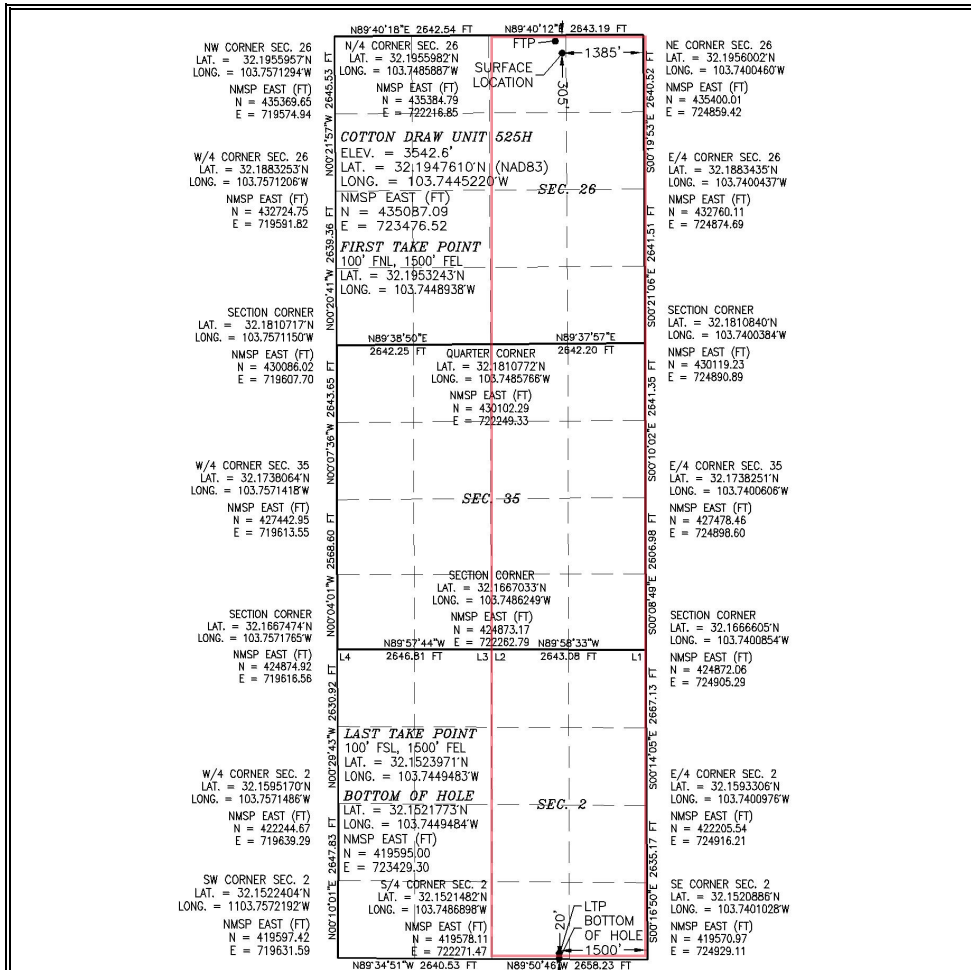 N89°40'18"E 2642.54 FT
N89°40'12"E 2643.19 FT
NW CORNER SEC. 26
LAT. = 32.1955957'N
LONG. = 103.7571294'W
NMSP EAST (FT)
N = 435369.65
E = 719574.94
N/4 CORNER SEC. 26
LAT. = 32.1955982'N
LONG. = 103.7485887'W
NMSP EAST (FT)
N = 435384.79
E = 722216.85
FTP
SURFACE
LOCATION
1385'
305'
NE CORNER SEC. 26
LAT. = 32.1956002'N
LONG. = 103.7400460'W
NMSP EAST (FT)
N = 435400.01
E = 724859.42
N00°21'57"W 2645.53 FT
S00°19'53"E 2640.52 FT
COTTON DRAW UNIT 525H
ELEV. = 3542.6'
LAT. = 32.1947610'N (NAD83)
LONG. = 103.7445220'W
NMSP EAST (FT)
N = 435087.09
E = 723476.52
FIRST TAKE POINT
100' FNL, 1500' FEL
LAT. = 32.1953243'N
LONG. = 103.7448938'W
SEC. 26
W/4 CORNER SEC. 26
LAT. = 32.1883253'N
LONG. = 103.7571206'W
NMSP EAST (FT)
N = 432724.75
E = 719591.82
E/4 CORNER SEC. 26
LAT. = 32.1883435'N
LONG. = 103.7400437'W
NMSP EAST (FT)
N = 432760.11
E = 724874.69
N00°20'41"W 2639.36 FT
S00°21'06"E 2641.51 FT
SECTION CORNER
LAT. = 32.1810717'N
LONG. = 103.7571150'W
NMSP EAST (FT)
N = 430086.02
E = 719607.70
N89°38'50"E
2642.25 FT
N89°37'57"E
2642.20 FT
QUARTER CORNER
LAT. = 32.1810772'N
LONG. = 103.7485766'W
NMSP EAST (FT)
N = 430102.29
E = 722249.33
SECTION CORNER
LAT. = 32.1810840'N
LONG. = 103.7400384'W
NMSP EAST (FT)
N = 430119.23
E = 724890.89
N00°07'36"W 2643.65 FT
S00°10'02"E 2641.35 FT
W/4 CORNER SEC. 35
LAT. = 32.1738064'N
LONG. = 103.7571418'W
NMSP EAST (FT)
N = 427442.95
E = 719613.55
SEC. 35
E/4 CORNER SEC. 35
LAT. = 32.1738251'N
LONG. = 103.7400606'W
NMSP EAST (FT)
N = 427478.46
E = 724898.60
N00°04'01"W 2568.60 FT
S00°08'49"E 2606.98 FT
SECTION CORNER
LAT. = 32.1667033'N
LONG. = 103.7486249'W
NMSP EAST (FT)
N = 424873.17
E = 722262.79
SECTION CORNER
LAT. = 32.1667474'N
LONG. = 103.7571765'W
NMSP EAST (FT)
N = 424874.92
E = 719616.56
SECTION CORNER
LAT. = 32.1666605'N
LONG. = 103.7400854'W
NMSP EAST (FT)
N = 424872.06
E = 724905.29
N89°57'44"W
N89°58'33"W
L4 2646.81 FT L3 L2 2643.08 FT L1
N00°29'43"W 2630.92 FT
S00°14'05"E 2667.13 FT
LAST TAKE POINT
100' FSL, 1500' FEL
LAT. = 32.1523971'N
LONG. = 103.7449483'W
BOTTOM OF HOLE
LAT. = 32.1521773'N
LONG. = 103.7449484'W
NMSP EAST (FT)
N = 419595.00
E = 723429.30
SEC. 2
W/4 CORNER SEC. 2
LAT. = 32.1595170'N
LONG. = 103.7571486'W
NMSP EAST (FT)
N = 422244.67
E = 719639.29
E/4 CORNER SEC. 2
LAT. = 32.1593306'N
LONG. = 103.7400976'W
NMSP EAST (FT)
N = 422205.54
E = 724916.21
N00°10'01"E 2647.83 FT
S00°16'50"E 2635.17 FT
SW CORNER SEC. 2
LAT. = 32.1522404'N
LONG. = 1103.7572192'W
NMSP EAST (FT)
N = 419597.42
E = 719631.59
S/4 CORNER SEC. 2
LAT. = 32.1521482'N
LONG. = 103.7486898'W
NMSP EAST (FT)
N = 419578.11
E = 722271.47
20'
LTP
BOTTOM
OF HOLE
1500'
SE CORNER SEC. 2
LAT. = 32.1520886'N
LONG. = 103.7401028'W
NMSP EAST (FT)
N = 419570.97
E = 724929.11
N89°34'51"W 2640.53 FT
N89°50'46"W 2658.23 FT